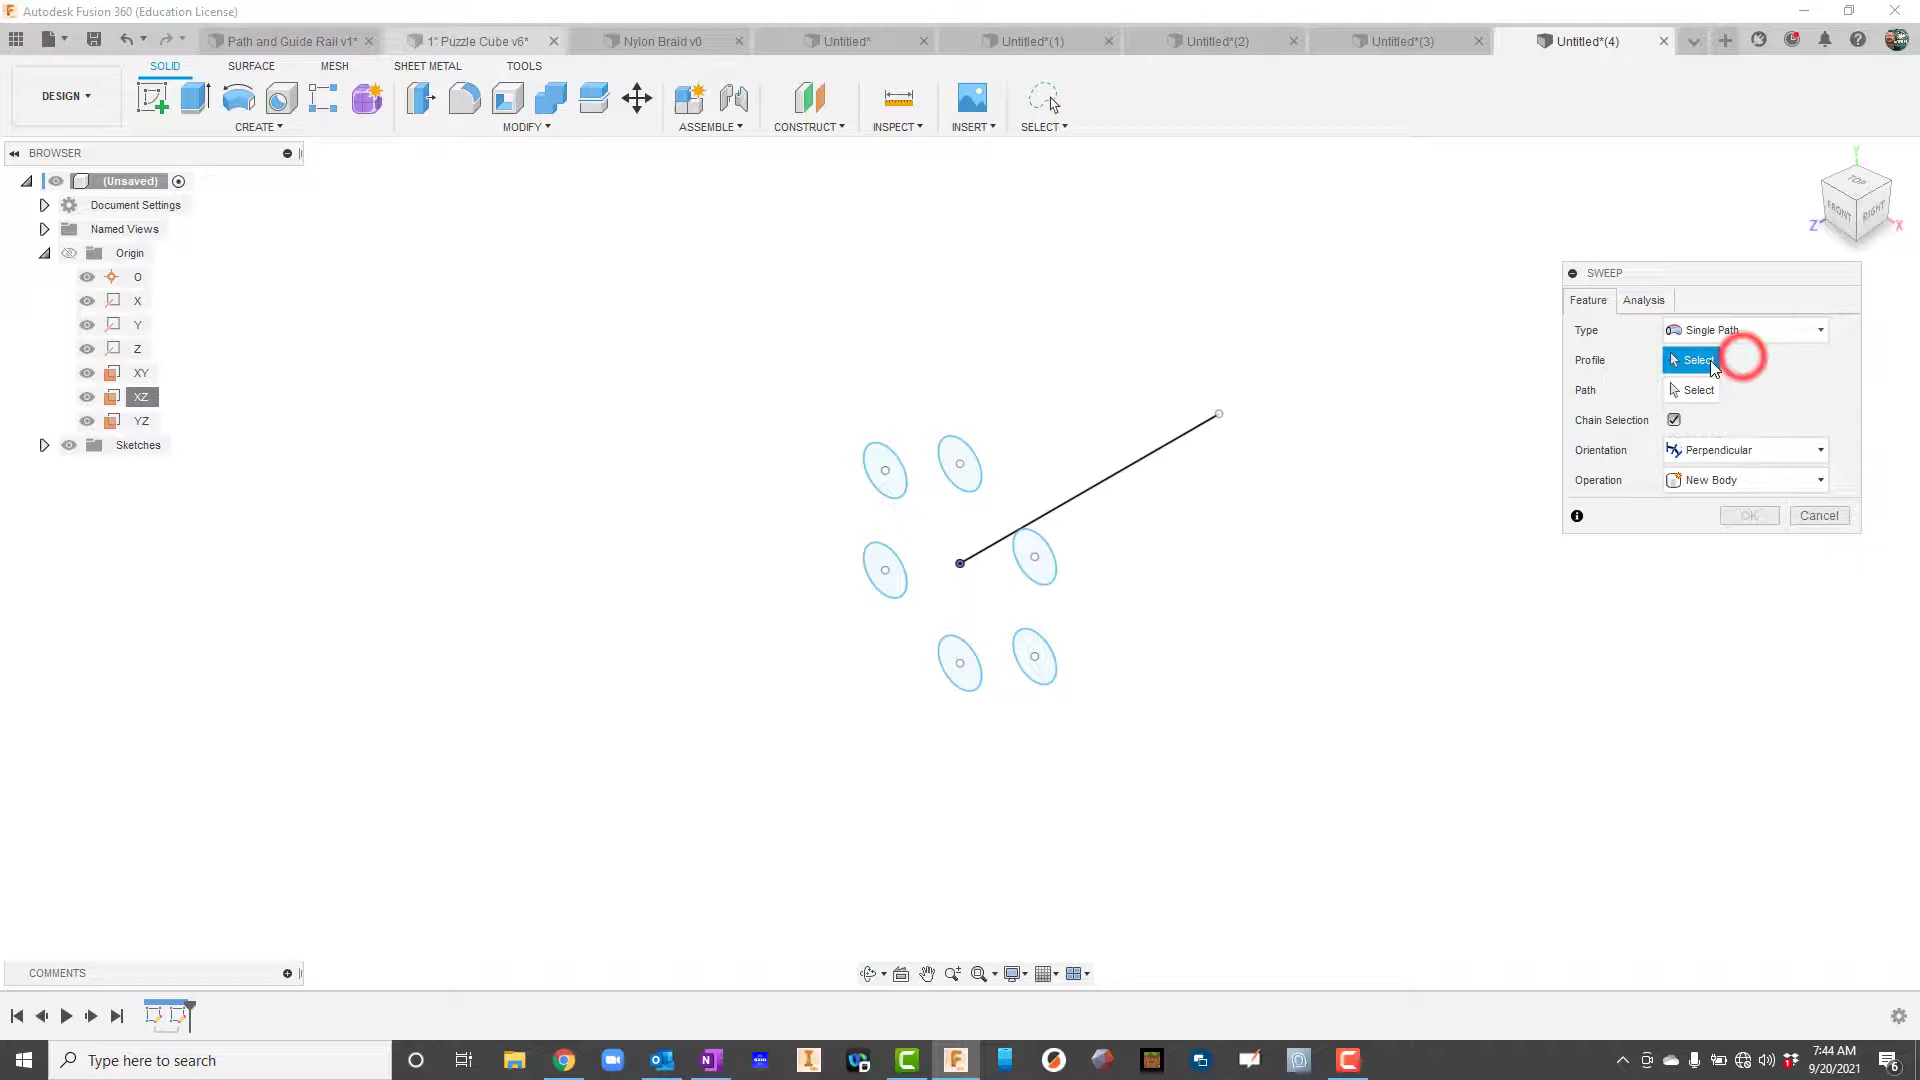 Autodesk Fusion 360 (Education License)
Path and Guide Rail v1*
1" Puzzle Cube v6*
Nylon Braid v0
Untitled*
Untitled*(1)
Untitled*(2)
Untitled*(3)
Untitled*(4)
SOLID
SURFACE
MESH
SHEET METAL
TOOLS
DESIGN
CREATE
MODIFY
ASSEMBLE
CONSTRUCT
INSPECT
INSERT
SELECT
BROWSER
(Unsaved)
Document Settings
Named Views
Origin
O
X
Y
Z
XY
XZ
YZ
Sketches
Y
TOP
FRONT
RIGHT
Z
X
SWEEP
Feature
Analysis
Type
Single Path
Profile
Select
Path
Select
Chain Selection
Orientation
Perpendicular
Operation
New Body
OK
Cancel
COMMENTS
Type here to search
7:44 AM
9/20/2021
6